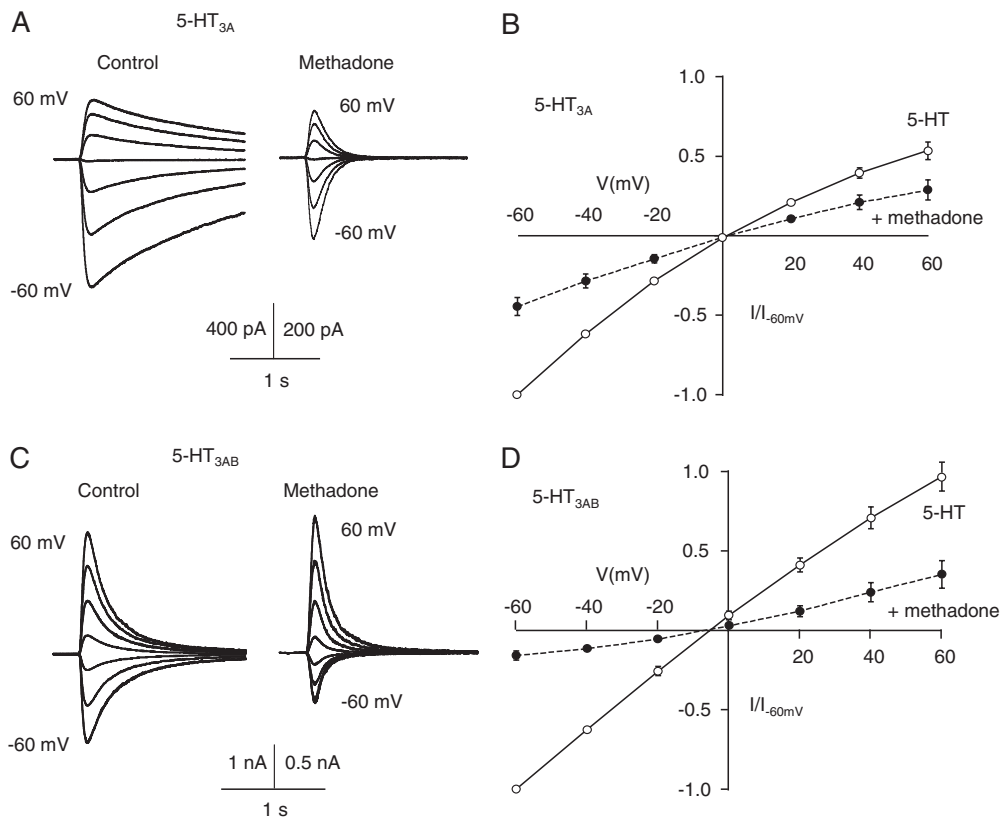 A
5-HT3A
Control
Methadone
60 mV
60 mV
-60 mV
-60 mV
400 pA
200 pA
1 s
B
1.0
5-HT3A
5-HT
0.5
V(mV)
-60
-40
-20
+ methadone
20
40
60
-0.5
I/I-60mV
-1.0
C
5-HT3AB
Control
Methadone
60 mV
60 mV
-60 mV
-60 mV
1 nA
0.5 nA
1 s
D
1.0
5-HT3AB
5-HT
0.5
V(mV)
-60
-40
-20
+ methadone
20
40
60
-0.5
I/I-60mV
-1.0